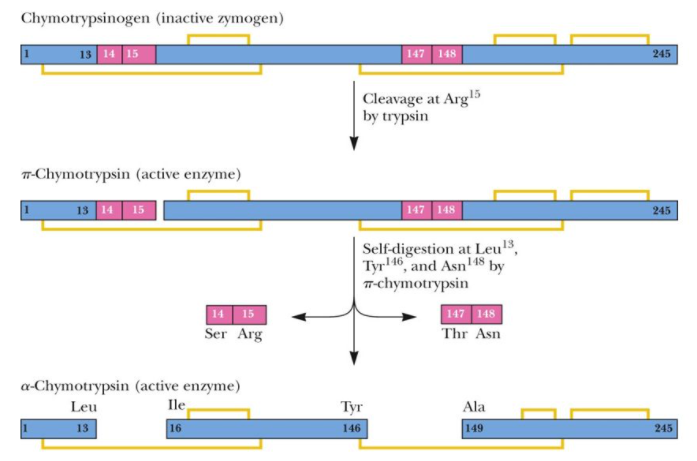 Chymotrypsinogen (inactive zymogen)
1 13 14 15 147 148 245
Cleavage at Arg¹⁵
by trypsin
π-Chymotrypsin (active enzyme)
1 13 14 15 147 148 245
Self-digestion at Leu¹³,
Tyr¹⁴⁶, and Asn¹⁴⁸ by
π-chymotrypsin
14 15 147 148
Ser Arg Thr Asn
α-Chymotrypsin (active enzyme)
Leu Ile Tyr Ala
1 13 16 146 149 245